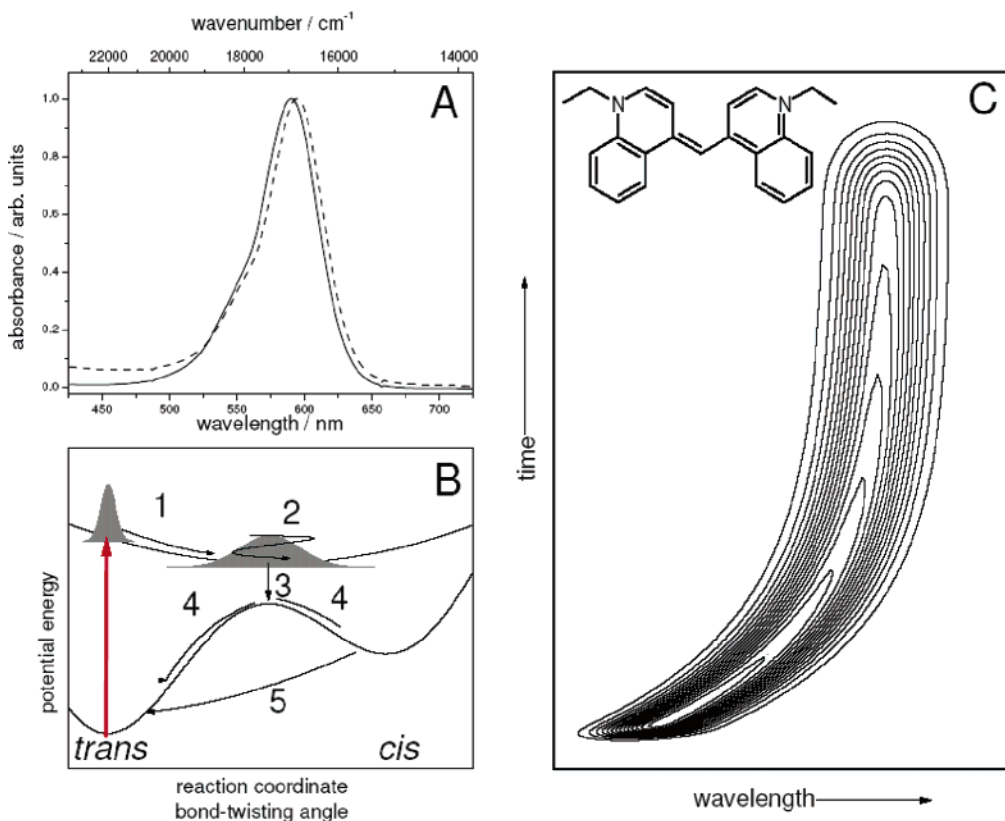 wavenumber / cm⁻¹
22000 20000 18000 16000 14000
A
absorbance / arb. units
1.0
0.8
0.6
0.4
0.2
0.0
450 500 550 600 650 700
wavelength / nm
B
1
2
3
4 4
5
potential energy
trans cis
reaction coordinate
bond-twisting angle
C
N N
time
wavelength